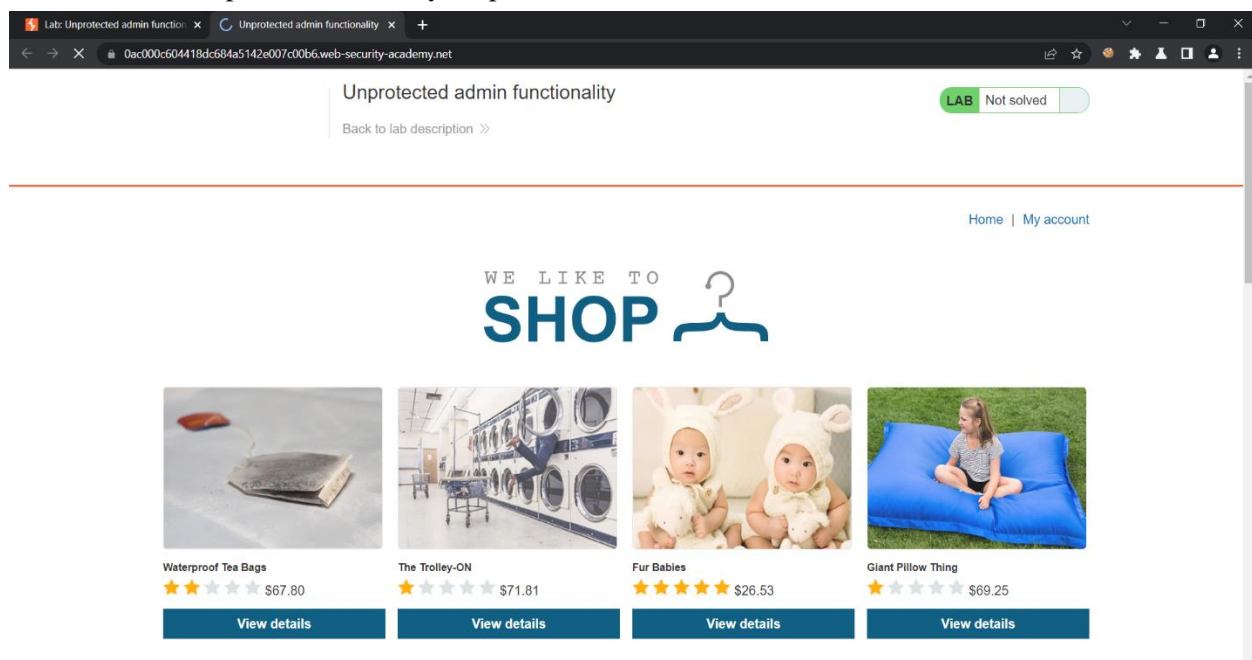 Lab: Unprotected admin function
Unprotected admin functionality
0ac000c604418dc684a5142e007c00b6.web-security-academy.net
Unprotected admin functionality
LAB Not solved
Back to lab description
Home | My account
WE LIKE TO
SHOP
Waterproof Tea Bags
The Trolley-ON
Fur Babies
Giant Pillow Thing
$67.80
$71.81
$26.53
$69.25
View details
View details
View details
View details